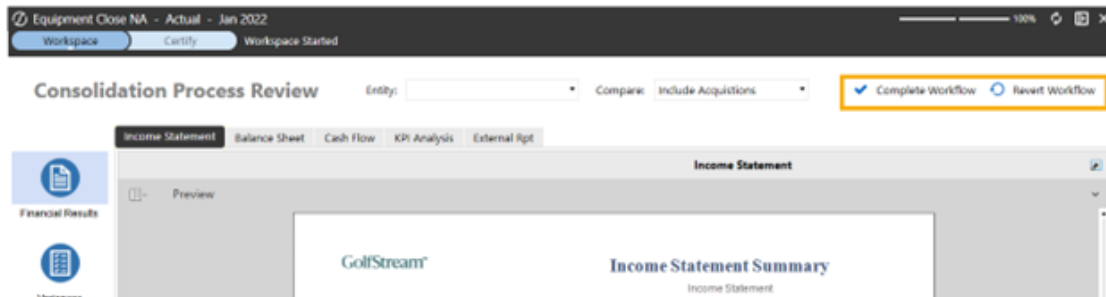 Equipment Close NA - Actual - Jan 2022
100%
Workspace Certify Workspace Started
Consolidation Process Review Entity: Compare: Include Acquistions Complete Workflow Revert Workflow
Income Statement Balance Sheet Cash Flow KPI Analysis External Rpt
Income Statement
Preview
Financial Results
GolfStream
Income Statement Summary
Income Statement